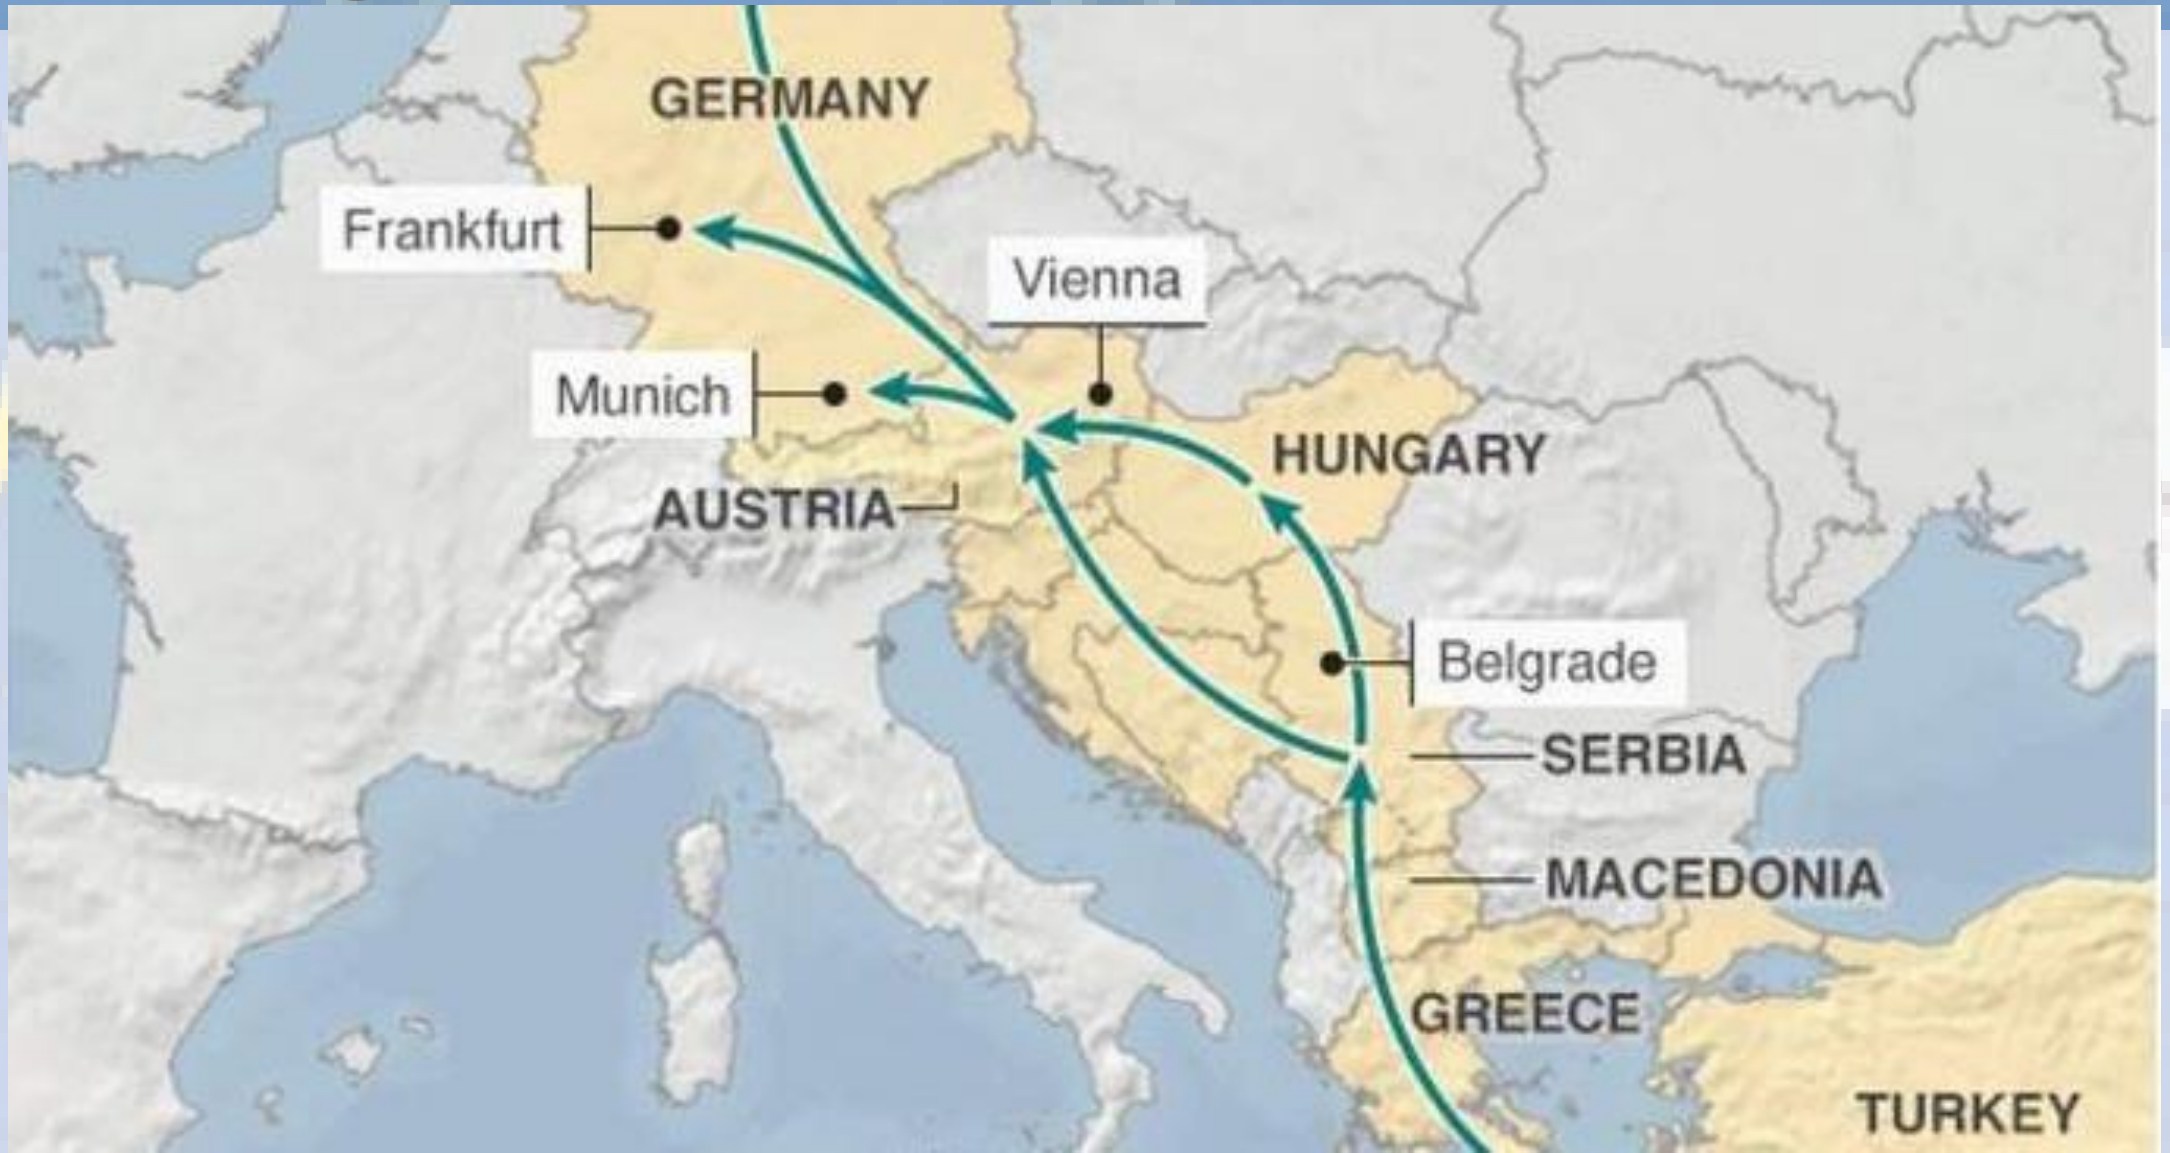 GERMANY
Frankfurt
Vienna
Munich
HUNGARY
AUSTRIA
Belgrade
SERBIA
MACEDONIA
GREECE
TURKEY